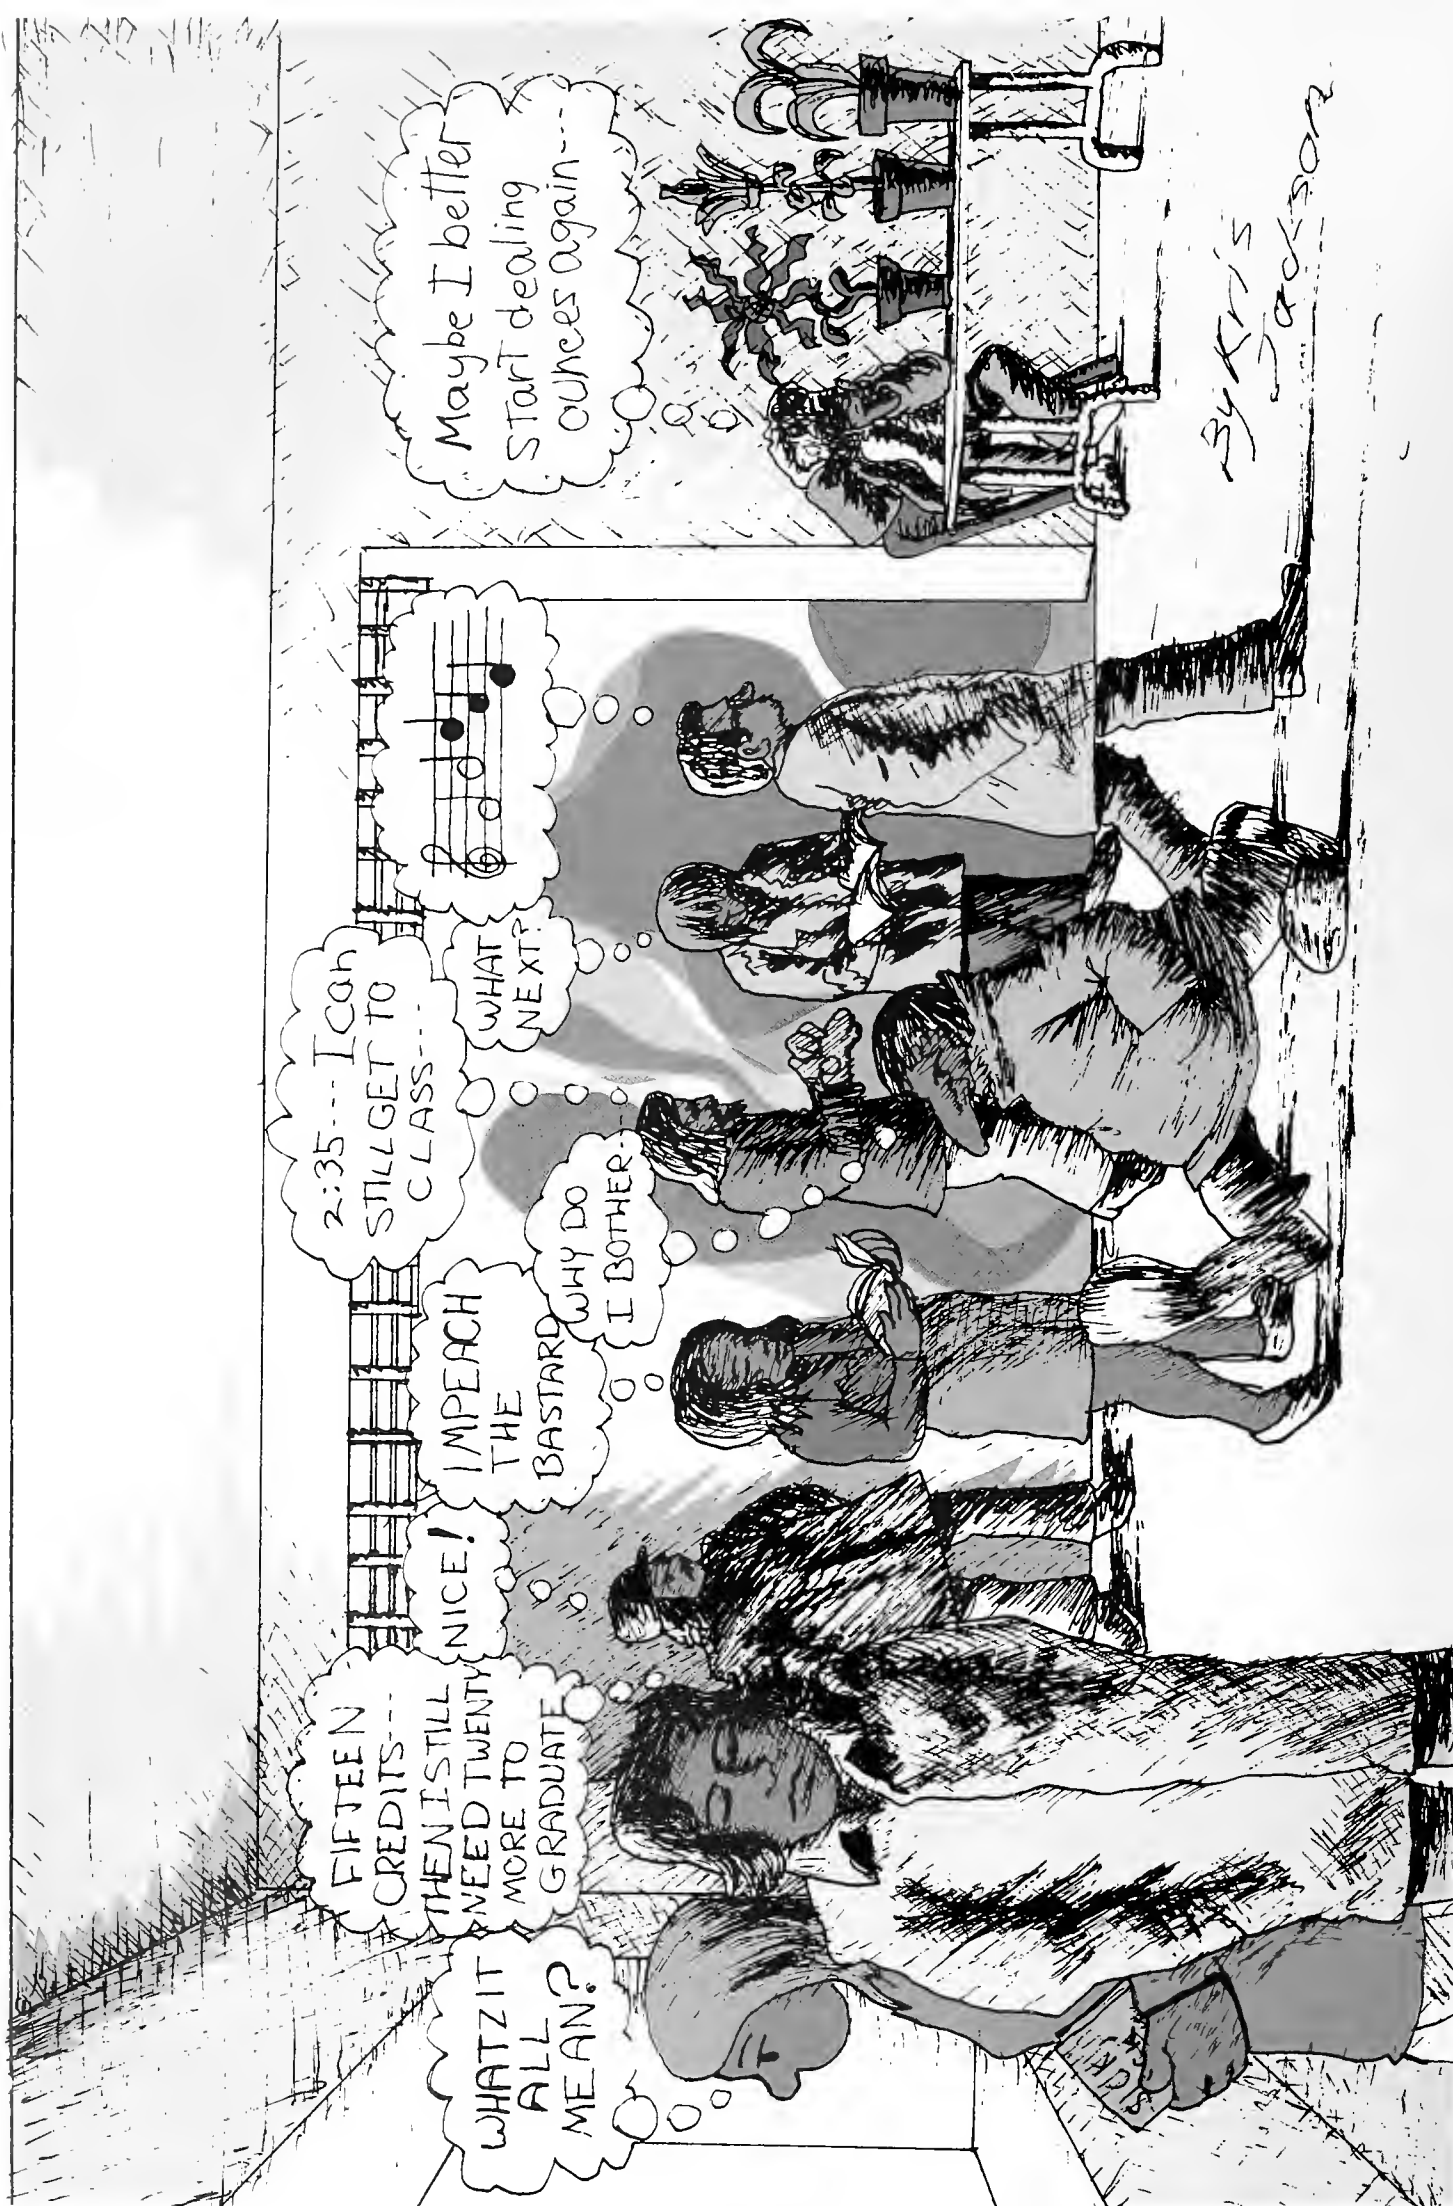 WHATZIT
ALL
MEAN?
FIFTEEN
CREDITS---
THEN I STILL
NEED TWENTY
MORE TO
GRADUATE
NICE!
IMPEACH
THE
BASTARD
WHY DO
I BOTHER-
2:35---I Can
STILL GET TO
CLASS---
WHAT
NEXT?
Maybe I better
START dealing
ounces again---
By Kris
Jackson